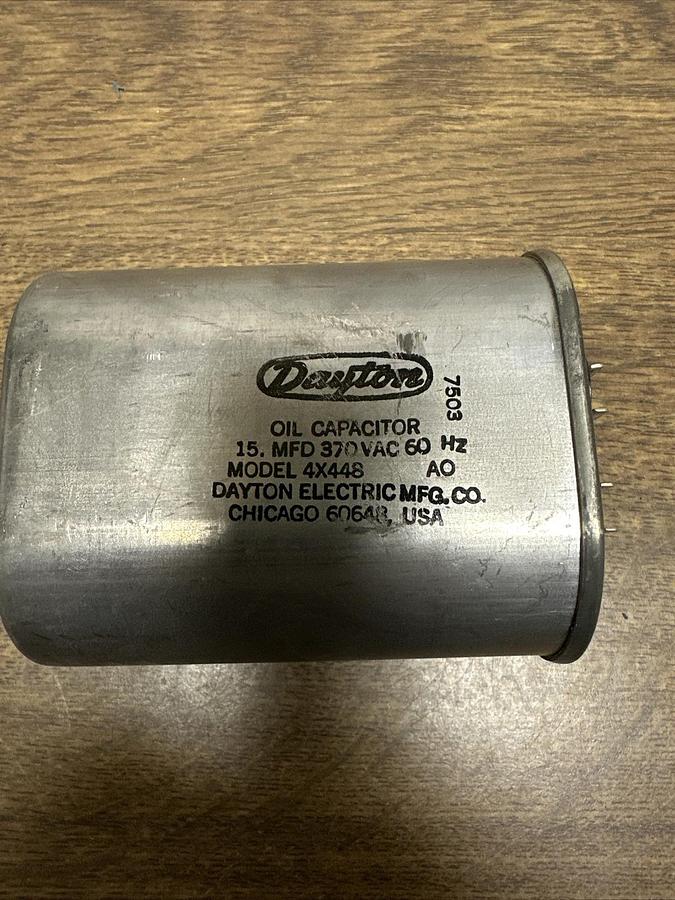 Dayton
7503
OIL CAPACITOR
15. MFD 370 VAC 60 Hz
MODEL 4X448 AO
DAYTON ELECTRIC MFG. CO.
CHICAGO 60648, USA